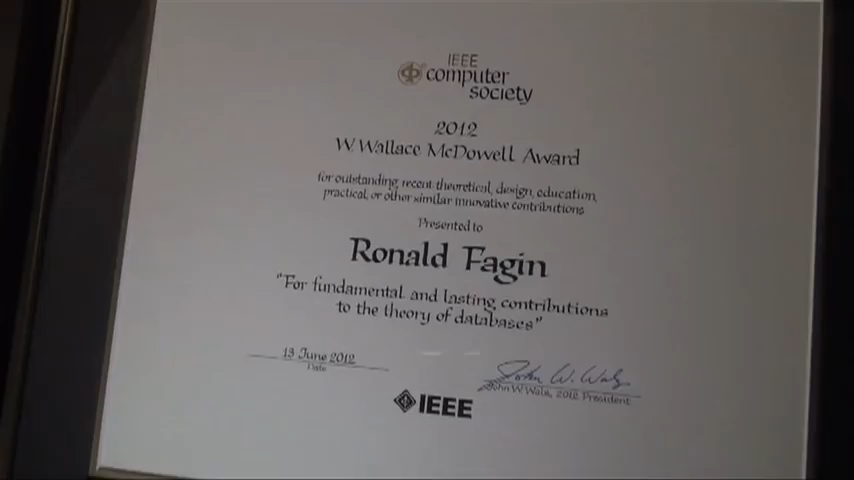 IEEE
computer
society
2012
W. Wallace McDowell Award
for outstanding recent theoretical, design, education,
practical, or other similar innovative contributions
Presented to
Ronald Fagin
"For fundamental and lasting contributions
to the theory of databases"
13 June 2012
Date
John W. Walz
John W. Walz, 2012 President
IEEE